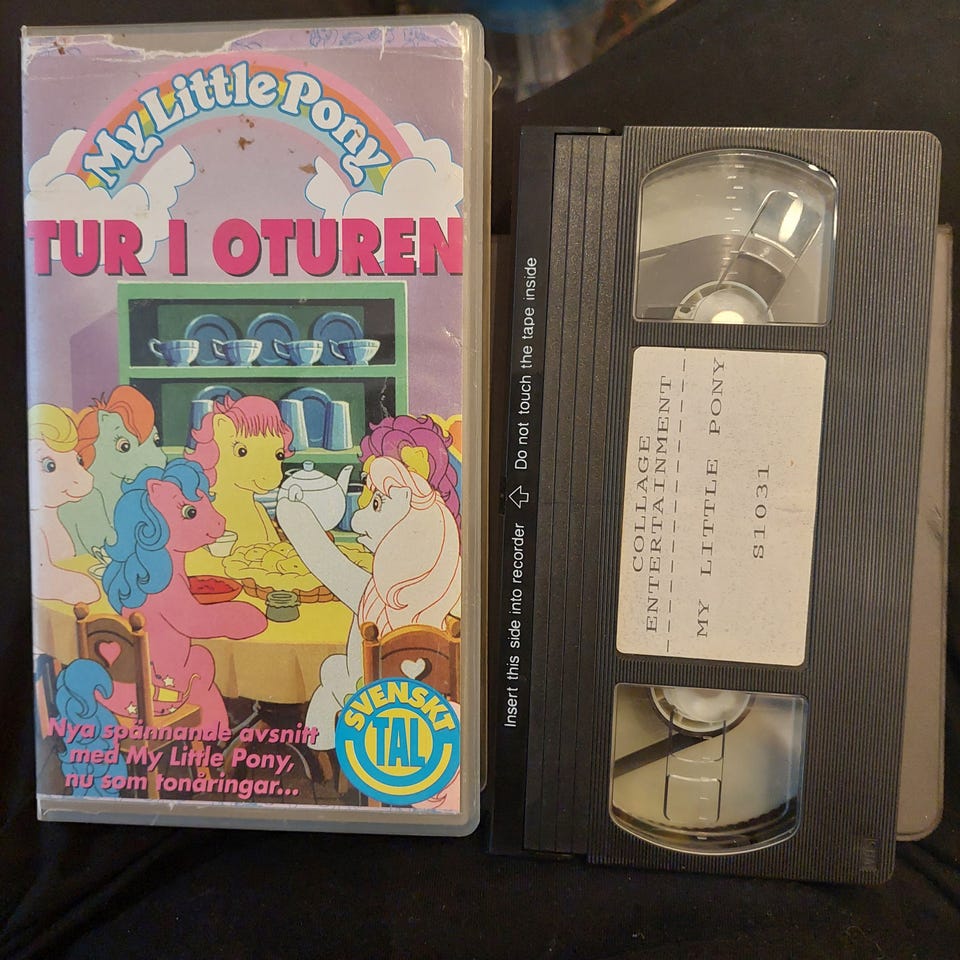 My Little Pony
TUR I OTUREN
Nya spännande avsnitt
med My Little Pony,
nu som tonåringar...
SVENSKT
TAL
Insert this side into recorder ⇧ Do not touch the tape inside
COLLAGE
ENTERTAINMENT
MY LITTLE PONY
S1031